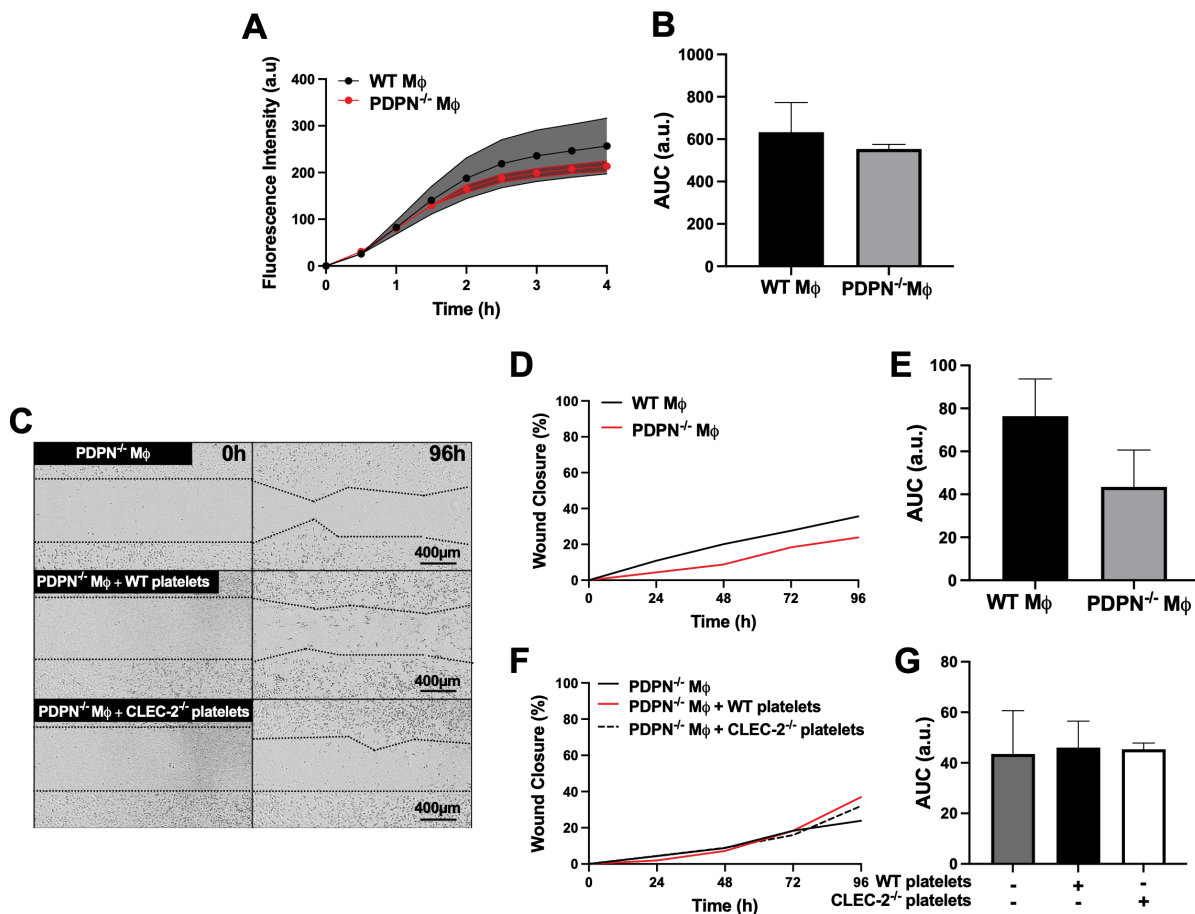 A
Fluorescence Intensity (a.u)
400
300
200
100
0
WT Mϕ
PDPN⁻/⁻ Mϕ
0 1 2 3 4
Time (h)
B
AUC (a.u.)
1000
800
600
400
200
0
WT Mϕ PDPN⁻/⁻Mϕ
C
PDPN⁻/⁻ Mϕ 0h 96h
400µm
PDPN⁻/⁻ Mϕ + WT platelets
400µm
PDPN⁻/⁻ Mϕ + CLEC-2⁻/⁻ platelets
400µm
D
Wound Closure (%)
100
80
60
40
20
0
WT Mϕ
PDPN⁻/⁻ Mϕ
0 24 48 72 96
Time (h)
E
AUC (a.u.)
100
80
60
40
20
0
WT Mϕ PDPN⁻/⁻ Mϕ
F
Wound Closure (%)
100
80
60
40
20
0
PDPN⁻/⁻ Mϕ
PDPN⁻/⁻ Mϕ + WT platelets
PDPN⁻/⁻ Mϕ + CLEC-2⁻/⁻ platelets
0 24 48 72 96
Time (h)
G
AUC (a.u.)
80
60
40
20
0
WT platelets - + -
CLEC-2⁻/⁻ platelets - - +